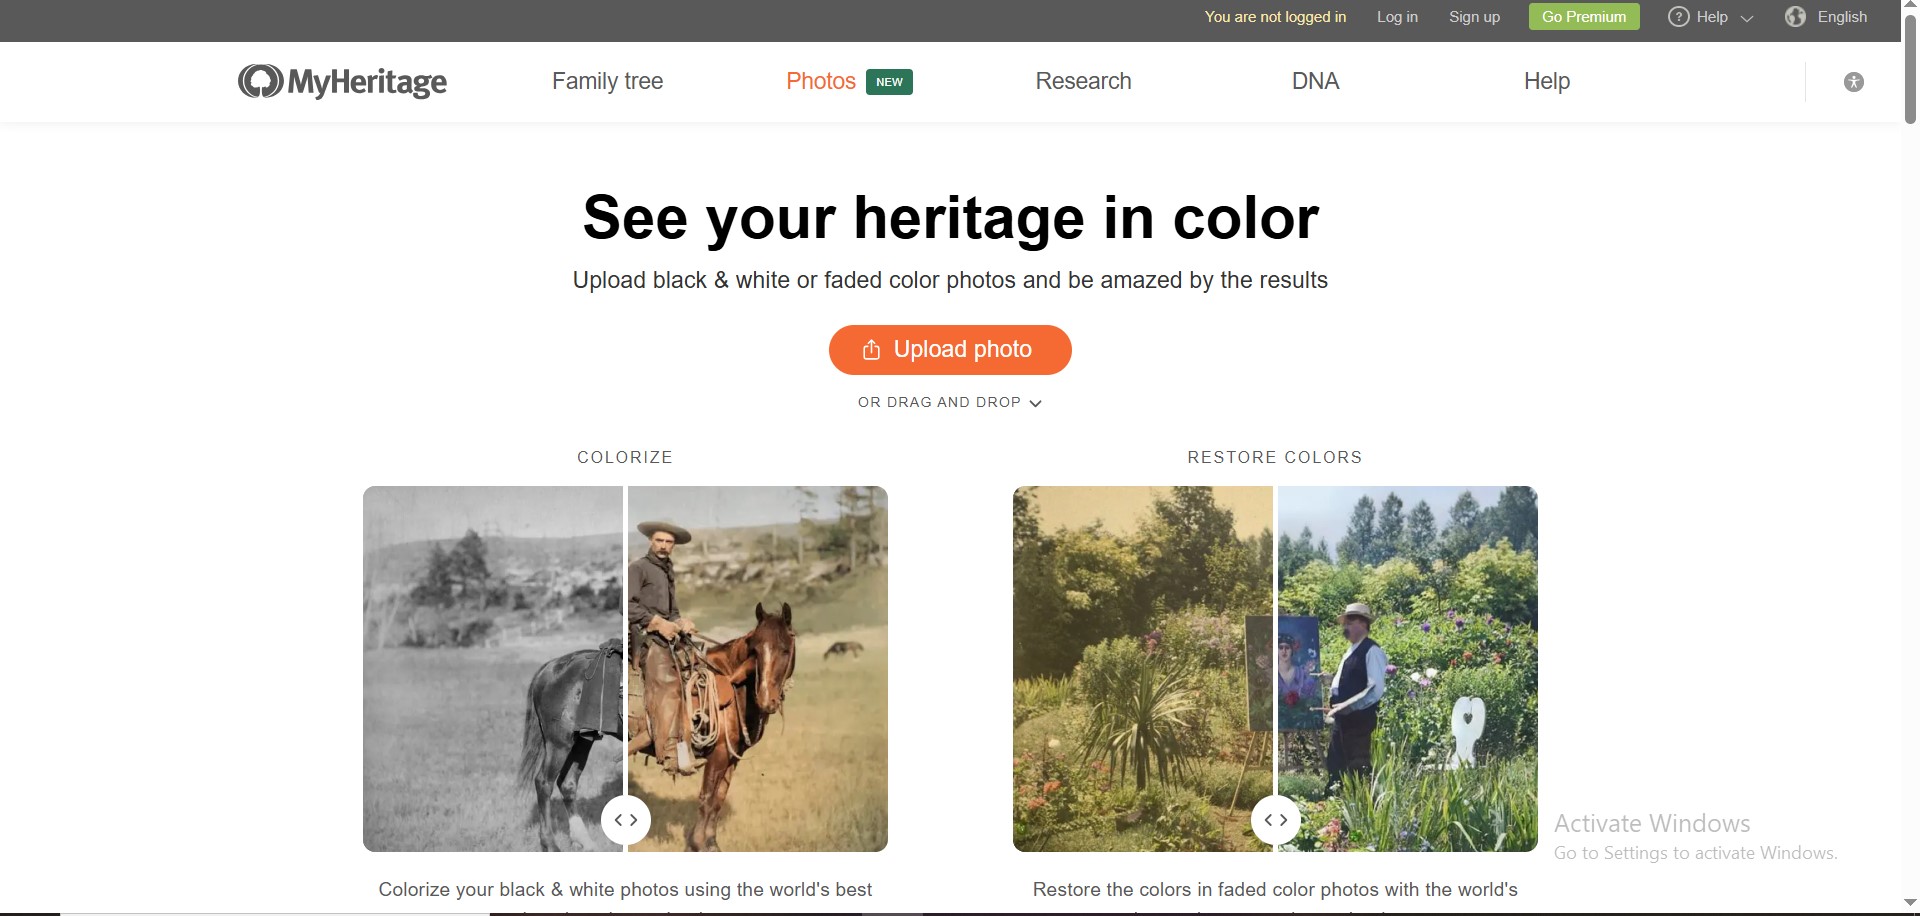 You are not logged in Log in Sign up Go Premium ? Help English
MyHeritage Family tree Photos NEW Research DNA Help
See your heritage in color
Upload black & white or faded color photos and be amazed by the results
Upload photo
OR DRAG AND DROP
COLORIZE RESTORE COLORS
Activate Windows
Go to Settings to activate Windows.
Colorize your black & white photos using the world's best
Restore the colors in faded color photos with the world's